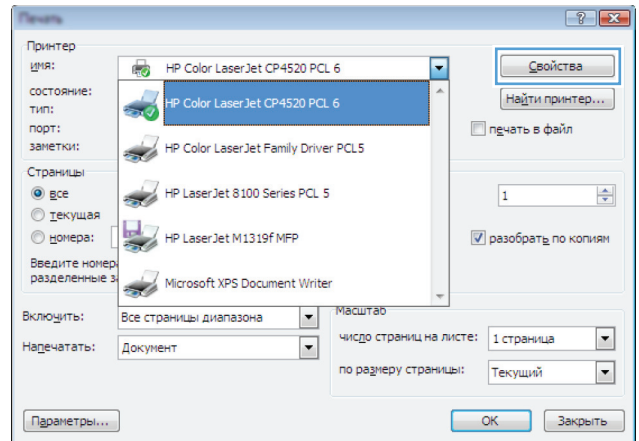 Печать
Принтер
имя:
HP Color LaserJet CP4520 PCL 6
Свойства
состояние:
HP Color LaserJet CP4520 PCL 6
Найти принтер...
тип:
порт:
HP Color LaserJet Family Driver PCL5
печать в файл
заметки:
Страницы
все
HP LaserJet 8100 Series PCL 5
1
текущая
номера:
HP LaserJet M1319f MFP
разобрать по копиям
Введите
разделенные
Microsoft XPS Document Writer
Включить:
Все страницы диапазона
Масштаб
число страниц на листе:
1 страница
Напечатать:
Документ
по размеру страницы:
Текущий
Параметры...
OK
Закрыть